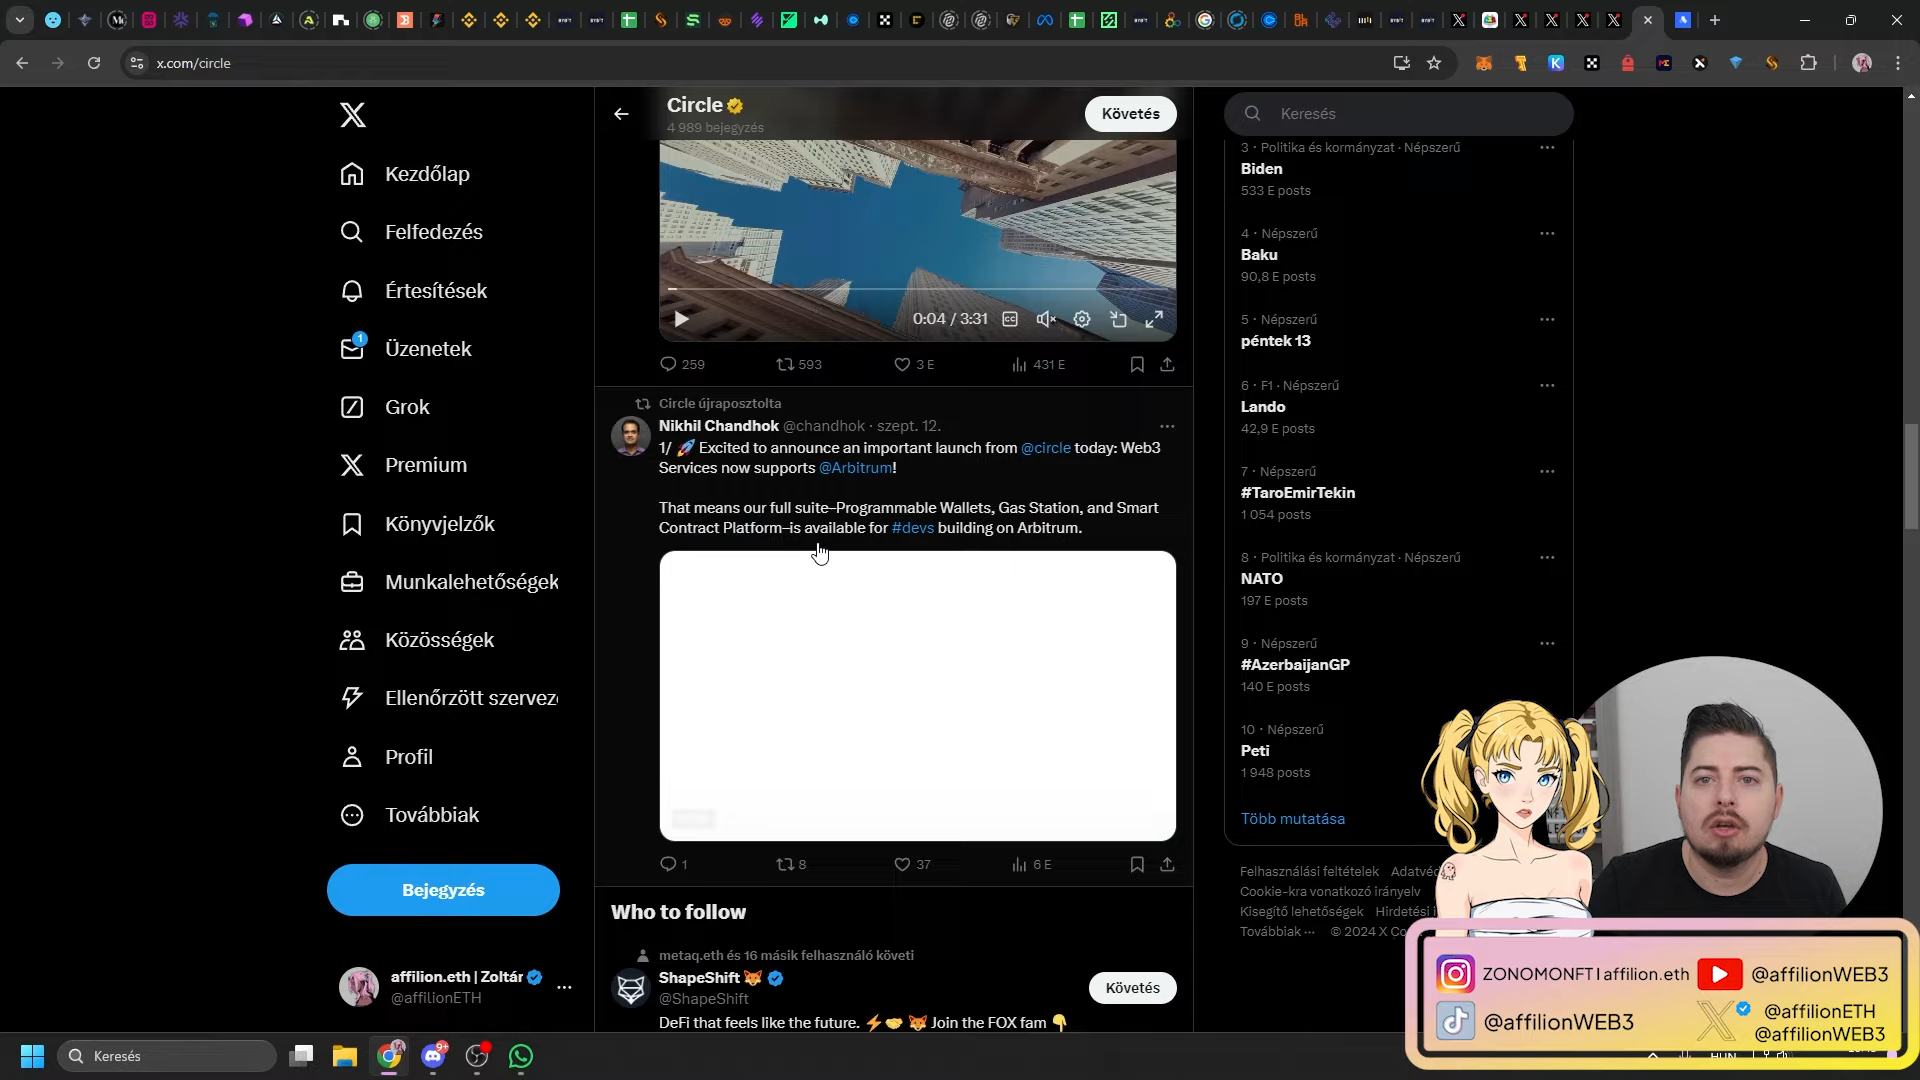 x.com/circle
Kezdőlap
Felfedezés
Értesítések
1
Üzenetek
Grok
Premium
Könyvjelzők
Munkalehetőségek
Közösségek
Ellenőrzött szerveze
Profil
Továbbiak
Bejegyzés
affilion.eth | Zoltár
@affilionETH
Circle
4 989 bejegyzés
Követés
0:04 / 3:31
CC
259
593
3 E
431 E
Circle újraposztolta
Nikhil Chandhok @chandhok · szept. 12.
1/ 🚀 Excited to announce an important launch from @circle today: Web3
Services now supports @Arbitrum!
That means our full suite–Programmable Wallets, Gas Station, and Smart
Contract Platform–is available for #devs building on Arbitrum.
1
8
37
6 E
Who to follow
metaq.eth és 16 másik felhasználó követi
ShapeShift 🦊
@ShapeShift
Követés
DeFi that feels like the future. ⚡🤝 🦊 Join the FOX fam 👇
Keresés
3 · Politika és kormányzat · Népszerű
Biden
533 E posts
4 · Népszerű
Baku
90,8 E posts
5 · Népszerű
péntek 13
6 · F1 · Népszerű
Lando
42,9 E posts
7 · Népszerű
#TaroEmirTekin
1 054 posts
8 · Politika és kormányzat · Népszerű
NATO
197 E posts
9 · Népszerű
#AzerbaijanGP
140 E posts
10 · Népszerű
Peti
1 948 posts
Több mutatása
Felhasználási feltételek
Cookie-kra vonatkozó irányelv
Kisegítő lehetőségek
Továbbiak ··· © 2024 X
ZONOMONFT | affilion.eth
@affilionWEB3
@affilionWEB3
@affilionETH
@affilionWEB3
Keresés
9+
HUN